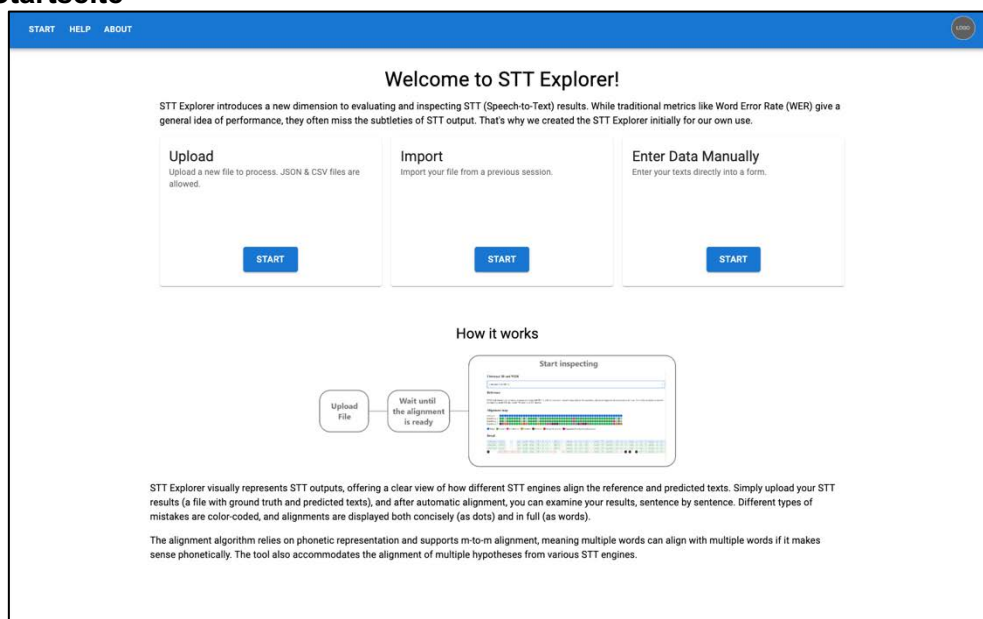 Startseite
START HELP ABOUT
LOGO
Welcome to STT Explorer!
STT Explorer introduces a new dimension to evaluating and inspecting STT (Speech-to-Text) results. While traditional metrics like Word Error Rate (WER) give a
general idea of performance, they often miss the subtleties of STT output. That's why we created the STT Explorer initially for our own use.
Upload
Upload a new file to process. JSON & CSV files are
allowed.
START
Import
Import your file from a previous session.
START
Enter Data Manually
Enter your texts directly into a form.
START
How it works
Upload
File
Wait until
the alignment
is ready
Start inspecting
STT Explorer visually represents STT outputs, offering a clear view of how different STT engines align the reference and predicted texts. Simply upload your STT
results (a file with ground truth and predicted texts), and after automatic alignment, you can examine your results, sentence by sentence. Different types of
mistakes are color-coded, and alignments are displayed both concisely (as dots) and in full (as words).
The alignment algorithm relies on phonetic representation and supports m-to-m alignment, meaning multiple words can align with multiple words if it makes
sense phonetically. The tool also accommodates the alignment of multiple hypotheses from various STT engines.